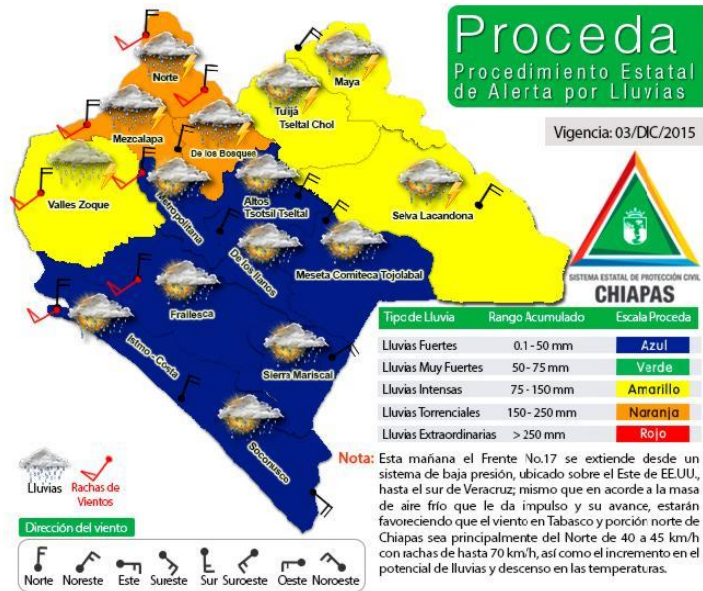 Proceda
Procedimiento Estatal
de Alerta por Lluvias
Vigencia: 03/DIC/2015
Norte
Maya
Tulijá
Tseltal Chol
Mezcalapa
De los Bosques
Valles Zoque
Metropolitana
Altos
Tsotsil Tseltal
Selva Lacandona
De los llanos
Meseta Comiteca Tojolabal
Frailesca
Istmo - Costa
Sierra Mariscal
Soconusco
SISTEMA ESTATAL DE PROTECCIÓN CIVIL
CHIAPAS
Tipo de Lluvia Rango Acumulado Escala Proceda
Lluvias Fuertes 0.1 - 50 mm Azul
Lluvias Muy Fuertes 50 - 75 mm Verde
Lluvias Intensas 75 - 150 mm Amarillo
Lluvias Torrenciales 150 - 250 mm Naranja
Lluvias Extraordinarias > 250 mm Rojo
Nota: Esta mañana el Frente No.17 se extiende desde un
sistema de baja presión, ubicado sobre el Este de EE.UU.,
hasta el sur de Veracruz; mismo que en acorde a la masa
de aire frío que le da impulso y su avance, estarán
favoreciendo que el viento en Tabasco y porción norte de
Chiapas sea principalmente del Norte de 40 a 45 km/h
con rachas de hasta 70 km/h, así como el incremento en el
potencial de lluvias y descenso en las temperaturas.
Lluvias
Rachas de
Vientos
Dirección del viento
Norte Noreste Este Sureste Sur Suroeste Oeste Noroeste